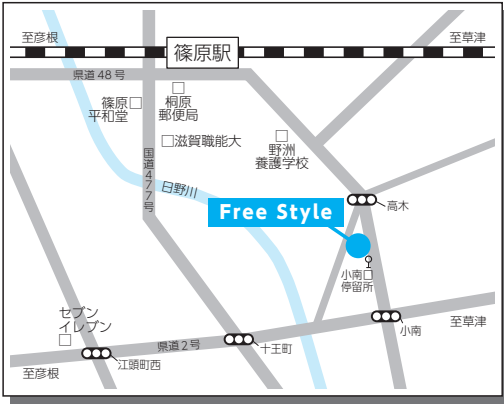 至彦根
篠原駅
至草津
県道48号
篠原
平和堂
桐原
郵便局
滋賀職能大
野洲
養護学校
国道477号
日野川
高木
Free Style
小南口
停留所
セブン
イレブン
小南
至草津
県道2号
十王町
江頭町西
至彦根